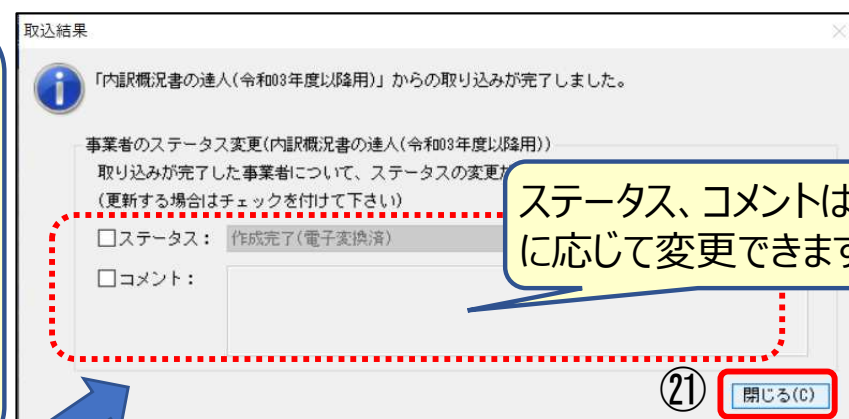 取込結果
「内訳概況書の達人(令和03年度以降用)」からの取り込みが完了しました。
事業者のステータス変更(内訳概況書の達人(令和03年度以降用))
取り込みが完了した事業者について、ステータスの変更が
(更新する場合はチェックを付けて下さい)
ステータス、コメントは
に応じて変更できます
ステータス： 作成完了(電子変換済)
コメント：
㉑ 閉じる(C)